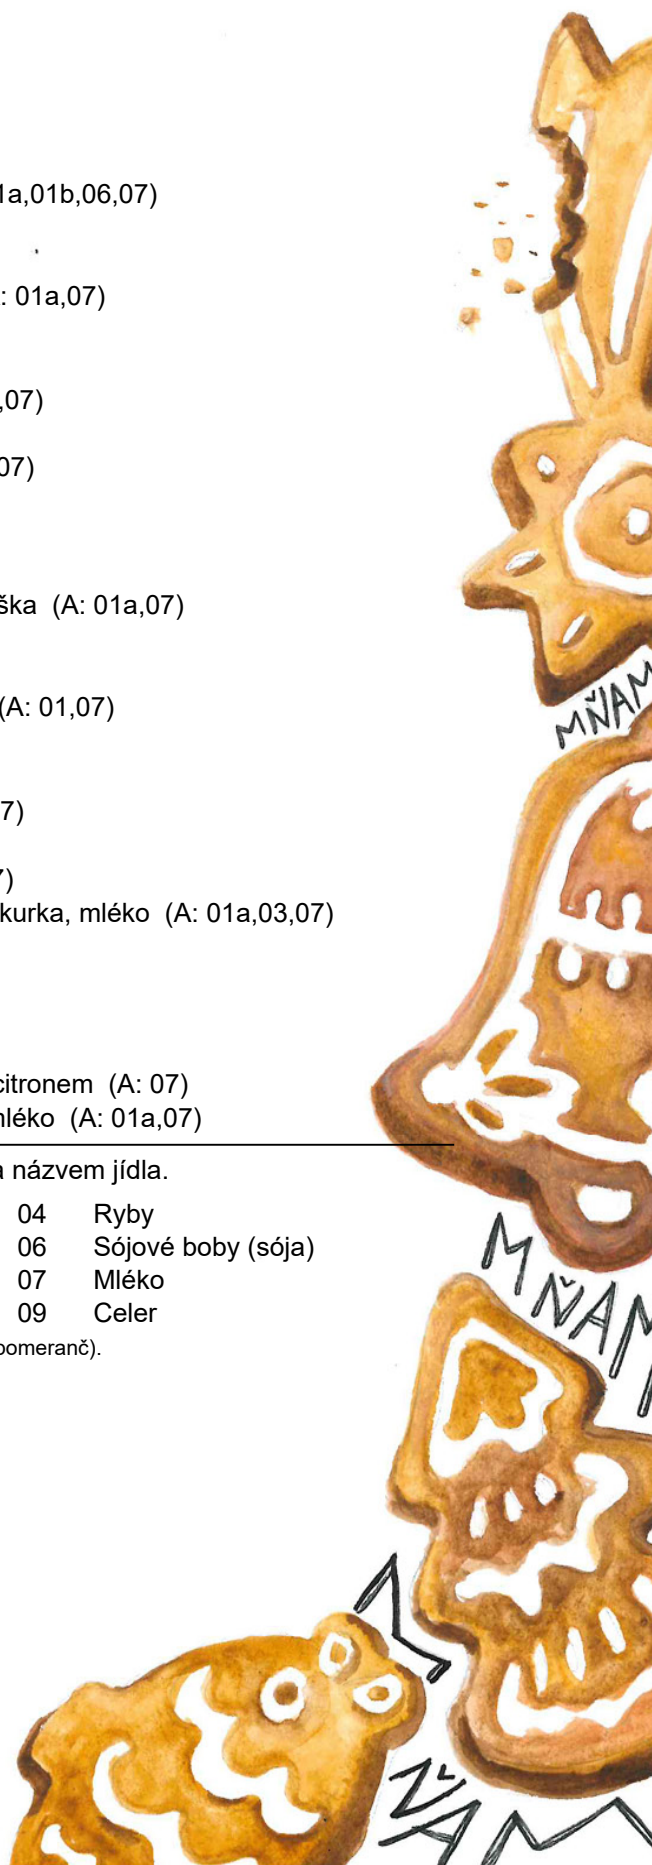 1a,01b,06,07)
: 01a,07)
,07)
07)
ška (A: 01a,07)
(A: 01,07)
MŇAM
7)
7)
kurka, mléko (A: 01a,03,07)
citronem (A: 07)
mléko (A: 01a,07)
a názvem jídla.
04 Ryby
06 Sójové boby (sója)
07 Mléko
09 Celer
pomeranč).
MŇAM
MŇAM